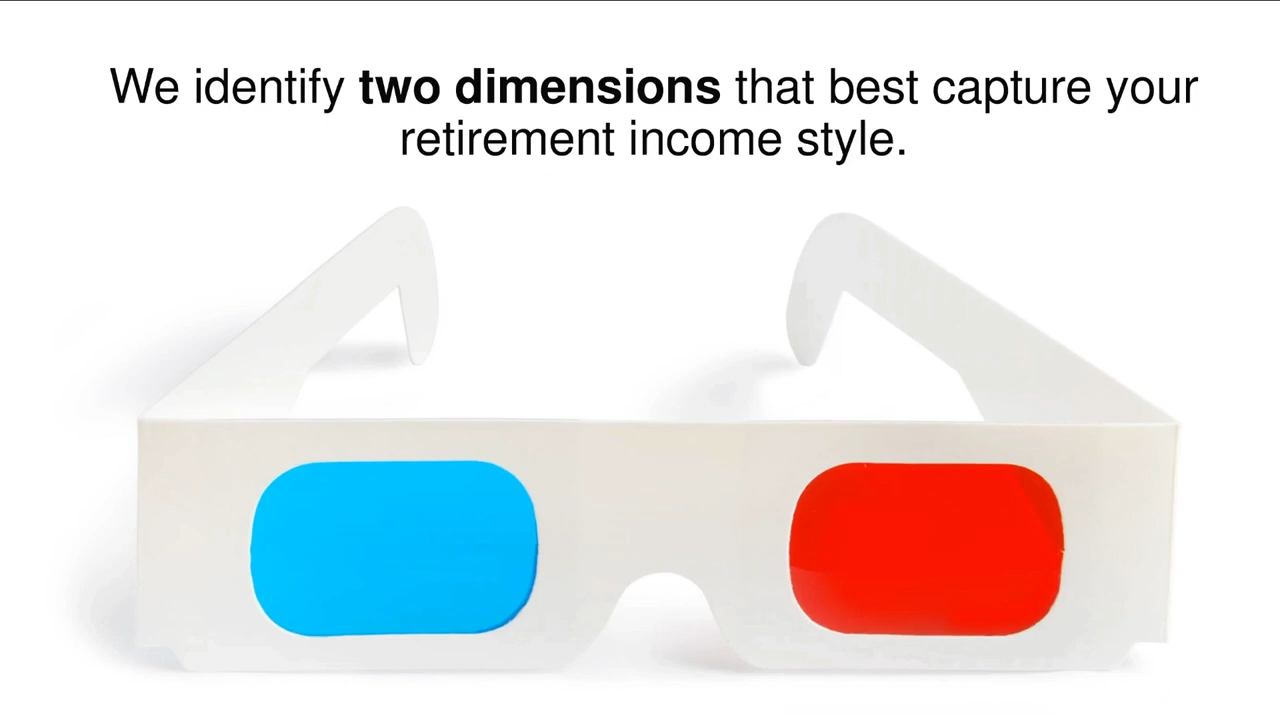 We identify two dimensions that best capture your
retirement income style.